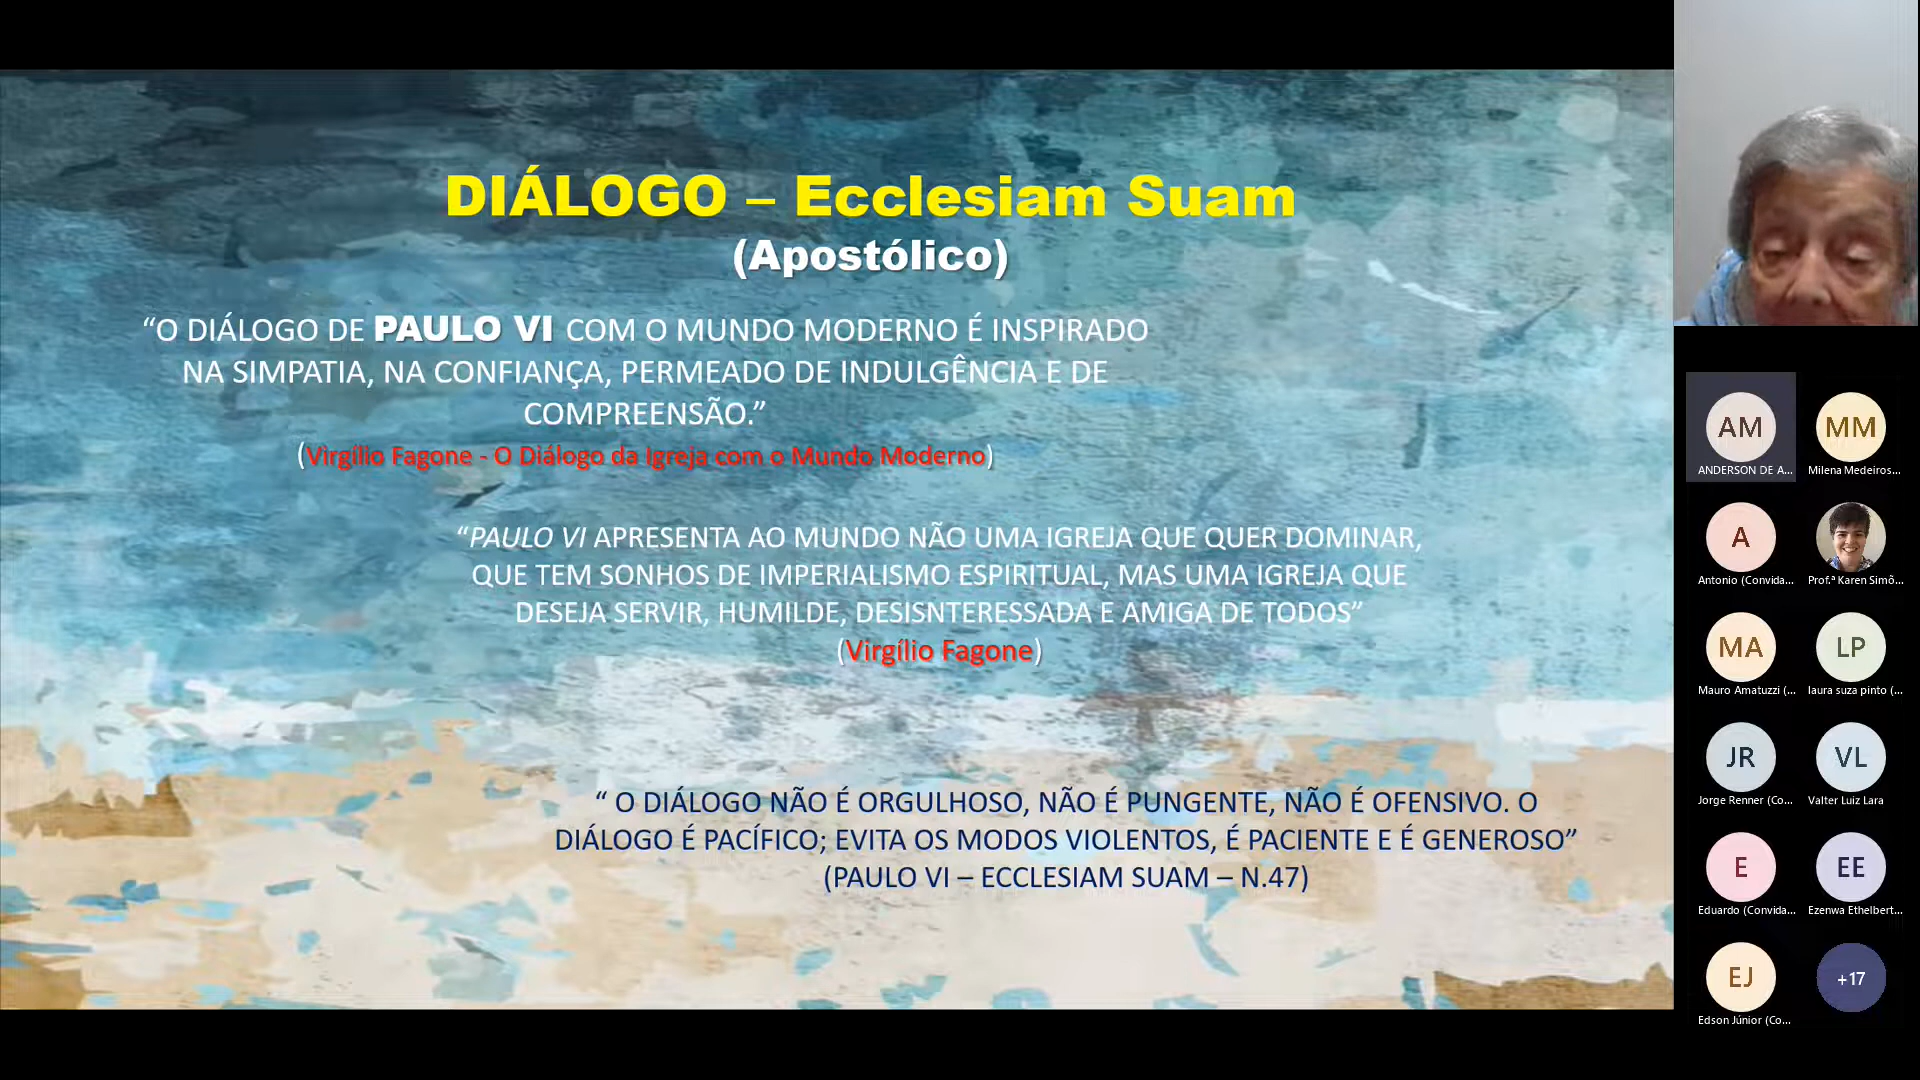 DIÁLOGO – Ecclesiam Suam
(Apostólico)
“O DIÁLOGO DE PAULO VI COM O MUNDO MODERNO É INSPIRADO
NA SIMPATIA, NA CONFIANÇA, PERMEADO DE INDULGÊNCIA E DE
COMPREENSÃO.”
(Virgílio Fagone - O Diálogo da Igreja com o Mundo Moderno)
“PAULO VI APRESENTA AO MUNDO NÃO UMA IGREJA QUE QUER DOMINAR,
QUE TEM SONHOS DE IMPERIALISMO ESPIRITUAL, MAS UMA IGREJA QUE
DESEJA SERVIR, HUMILDE, DESISNTERESSADA E AMIGA DE TODOS”
(Virgílio Fagone)
“ O DIÁLOGO NÃO É ORGULHOSO, NÃO É PUNGENTE, NÃO É OFENSIVO. O
DIÁLOGO É PACÍFICO; EVITA OS MODOS VIOLENTOS, É PACIENTE E É GENEROSO”
(PAULO VI – ECCLESIAM SUAM – N.47)
AM MM
ANDERSON DE A... Milena Medeiros...
A
Antonio (Convida... Prof.ª Karen Simõ...
MA LP
Mauro Amatuzzi (... laura suza pinto (...
JR VL
Jorge Renner (Co... Valter Luiz Lara
E EE
Eduardo (Convida... Ezenwa Ethelbert...
EJ +17
Edson Júnior (Co...